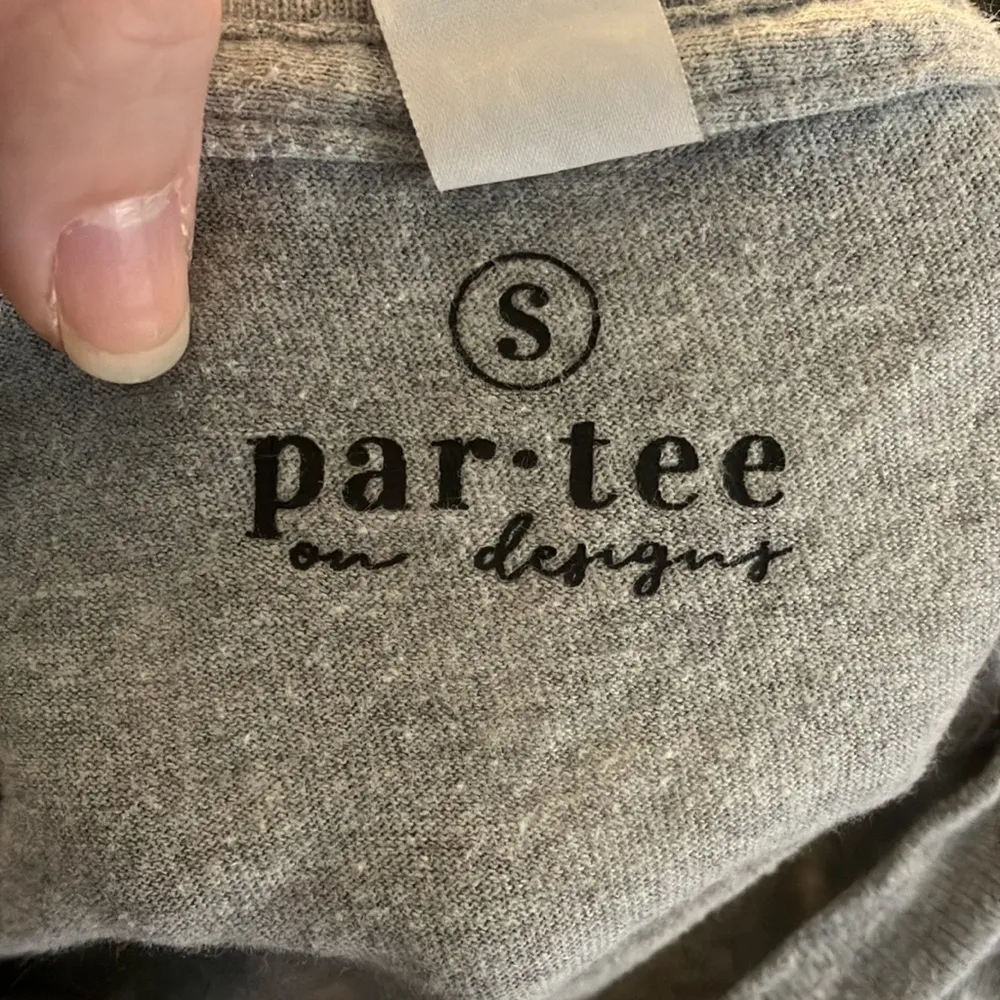 S
par·tee
on designs